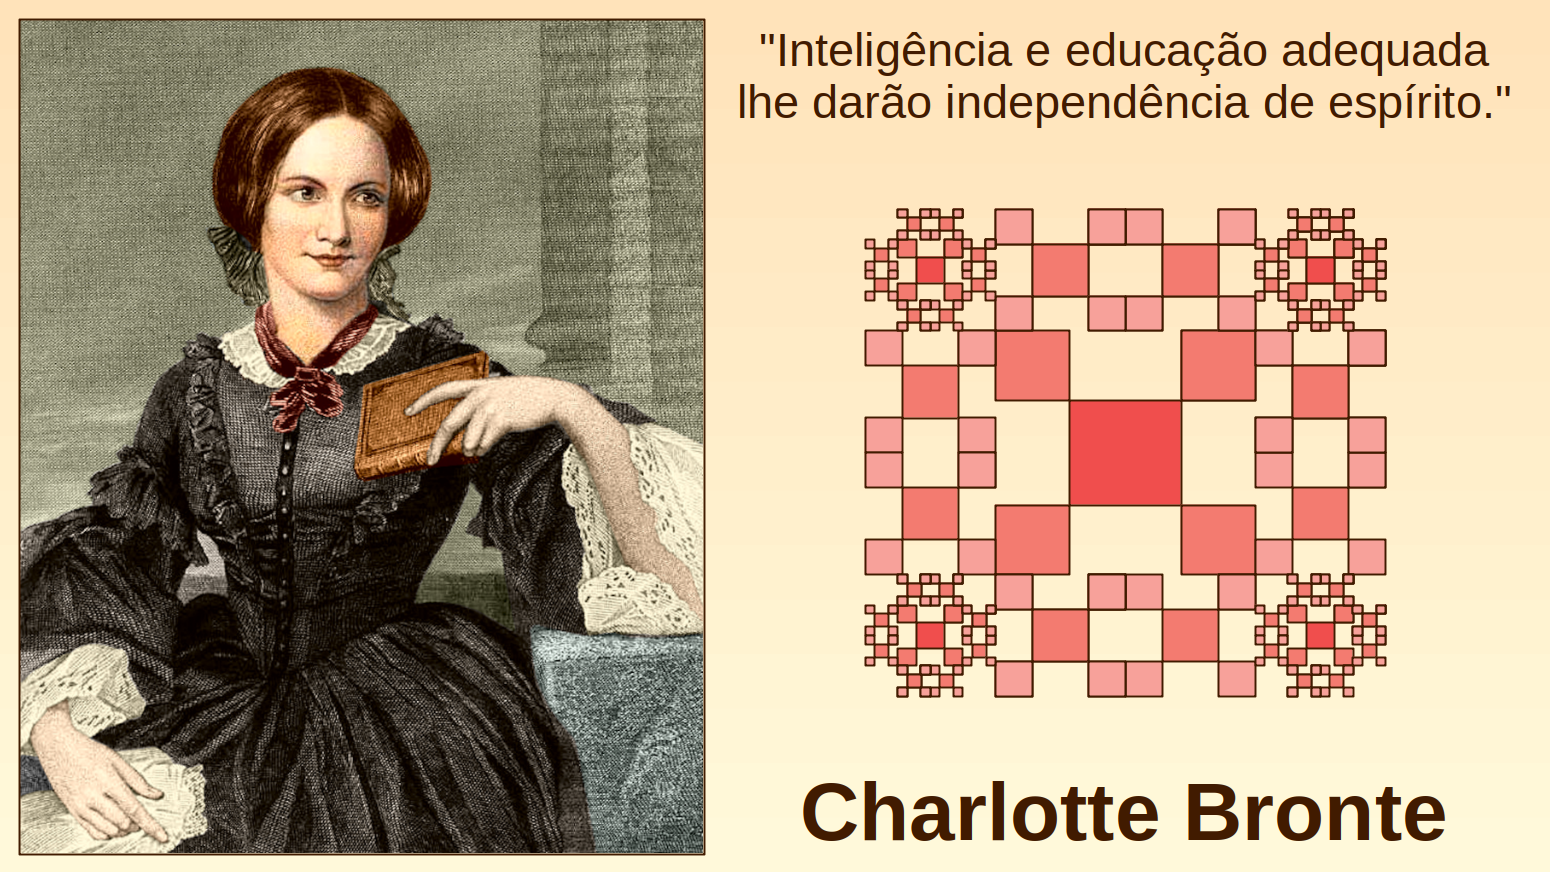 "Inteligência e educação adequada
lhe darão independência de espírito."
Charlotte Bronte